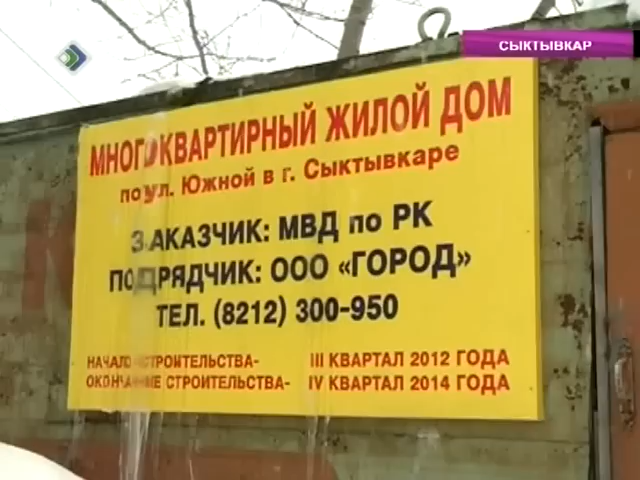 СЫКТЫВКАР
МНОГОКВАРТИРНЫЙ ЖИЛОЙ ДОМ
по ул. Южной в г. Сыктывкаре
ЗАКАЗЧИК: МВД по РК
ПОДРЯДЧИК: ООО «ГОРОД»
ТЕЛ. (8212) 300-950
НАЧАЛО СТРОИТЕЛЬСТВА- III КВАРТАЛ 2012 ГОДА
ОКОНЧАНИЕ СТРОИТЕЛЬСТВА- IV КВАРТАЛ 2014 ГОДА